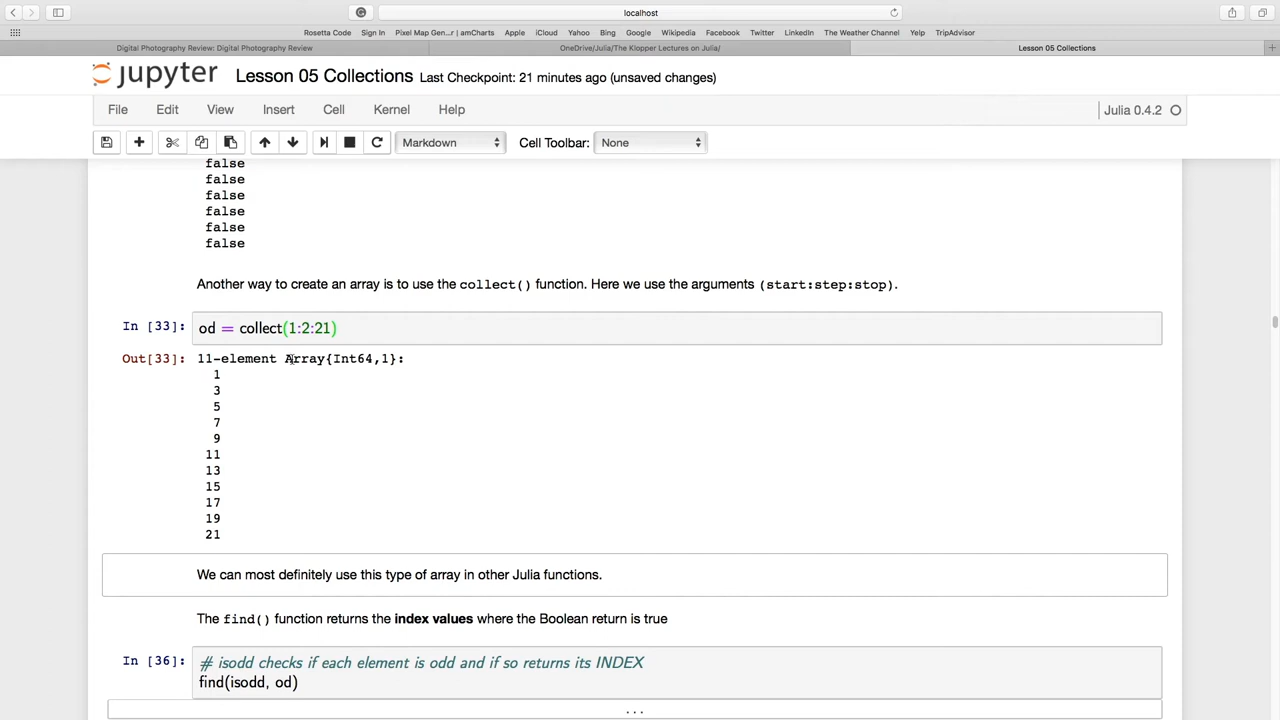 localhost
Rosetta Code Sign In Pixel Map Gen...r | amCharts Apple iCloud Yahoo Bing Google Wikipedia Facebook Twitter LinkedIn The Weather Channel Yelp TripAdvisor
Digital Photography Review: Digital Photography Review OneDrive/Julia/The Klopper Lectures on Julia/ Lesson 05 Collections
jupyter Lesson 05 Collections Last Checkpoint: 21 minutes ago (unsaved changes)
File Edit View Insert Cell Kernel Help Julia 0.4.2
Markdown Cell Toolbar: None
false
false
false
false
false
false
Another way to create an array is to use the collect() function. Here we use the arguments (start:step:stop).
In [33]: od = collect(1:2:21)
Out[33]: 11-element Array{Int64,1}:
1
3
5
7
9
11
13
15
17
19
21
We can most definitely use this type of array in other Julia functions.
The find() function returns the index values where the Boolean return is true
In [36]: # isodd checks if each element is odd and if so returns its INDEX
find(isodd, od)
...